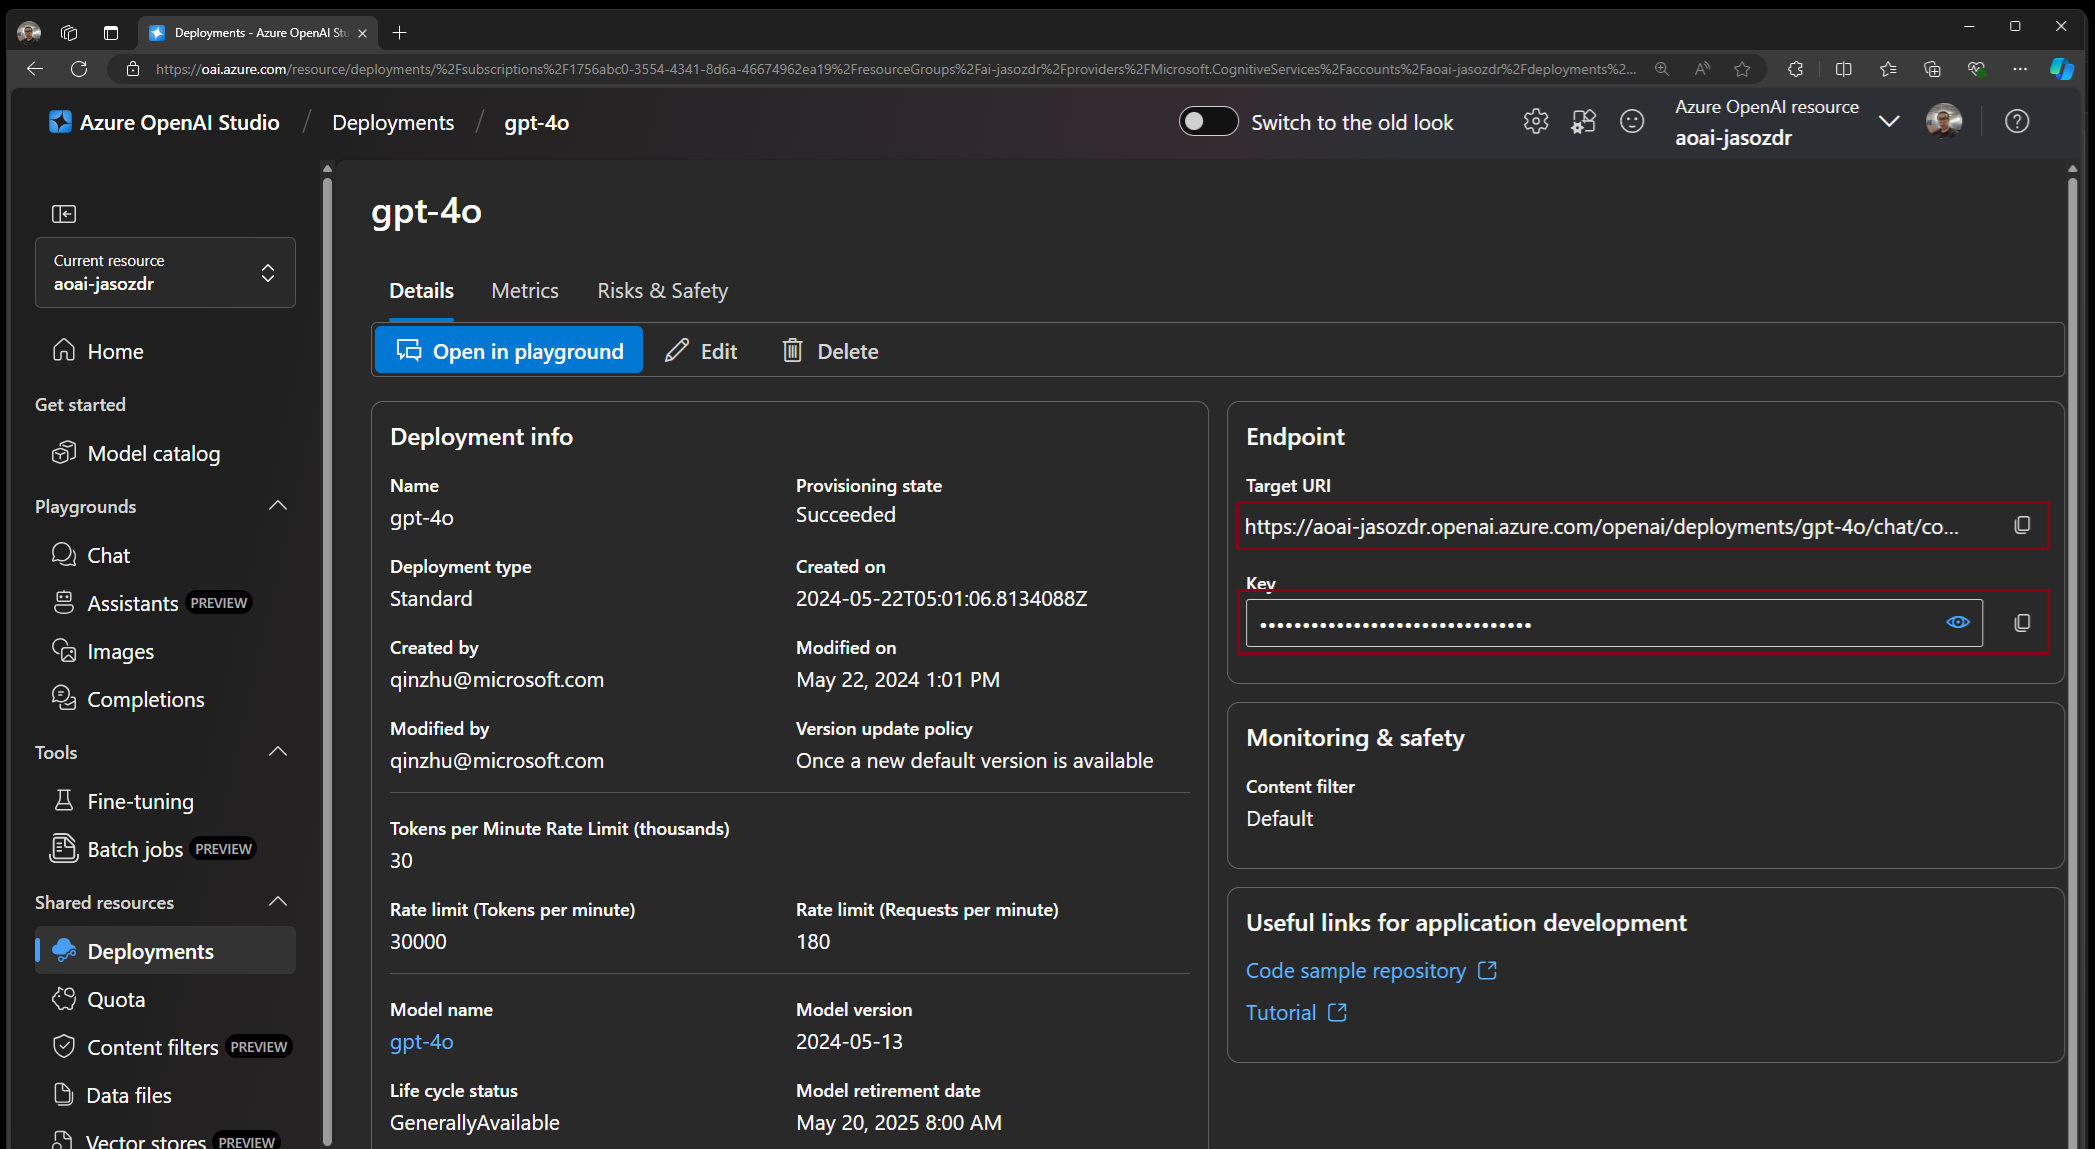 Deployments - Azure OpenAI Stu
https://oai.azure.com/resource/deployments/%2Fsubscriptions%2F1756abc0-3554-4341-8d6a-46674962ea19%2FresourceGroups%2Fai-jasozdr%2Fproviders%2FMicrosoft.CognitiveServices%2Faccounts%2Faoai-jasozdr%2Fdeployments%2...
Azure OpenAI Studio / Deployments / gpt-4o
Switch to the old look
Azure OpenAI resource
aoai-jasozdr
Current resource
aoai-jasozdr
Home
Get started
Model catalog
Playgrounds
Chat
Assistants PREVIEW
Images
Completions
Tools
Fine-tuning
Batch jobs PREVIEW
Shared resources
Deployments
Quota
Content filters PREVIEW
Data files
Vector stores PREVIEW
gpt-4o
Details Metrics Risks & Safety
Open in playground Edit Delete
Deployment info
Name
gpt-4o
Provisioning state
Succeeded
Deployment type
Standard
Created on
2024-05-22T05:01:06.8134088Z
Created by
qinzhu@microsoft.com
Modified on
May 22, 2024 1:01 PM
Modified by
qinzhu@microsoft.com
Version update policy
Once a new default version is available
Tokens per Minute Rate Limit (thousands)
30
Rate limit (Tokens per minute)
30000
Rate limit (Requests per minute)
180
Model name
gpt-4o
Model version
2024-05-13
Life cycle status
GenerallyAvailable
Model retirement date
May 20, 2025 8:00 AM
Endpoint
Target URI
https://aoai-jasozdr.openai.azure.com/openai/deployments/gpt-4o/chat/co...
Key
••••••••••••••••••••••••••••••••
Monitoring & safety
Content filter
Default
Useful links for application development
Code sample repository
Tutorial